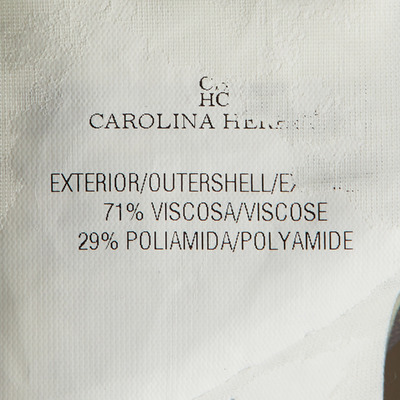 HC
CAROLINA
EXTERIOR/OUTERSHELL/
71% VISCOSA/VISCOSE
29% POLIAMIDA/POLYAMIDE